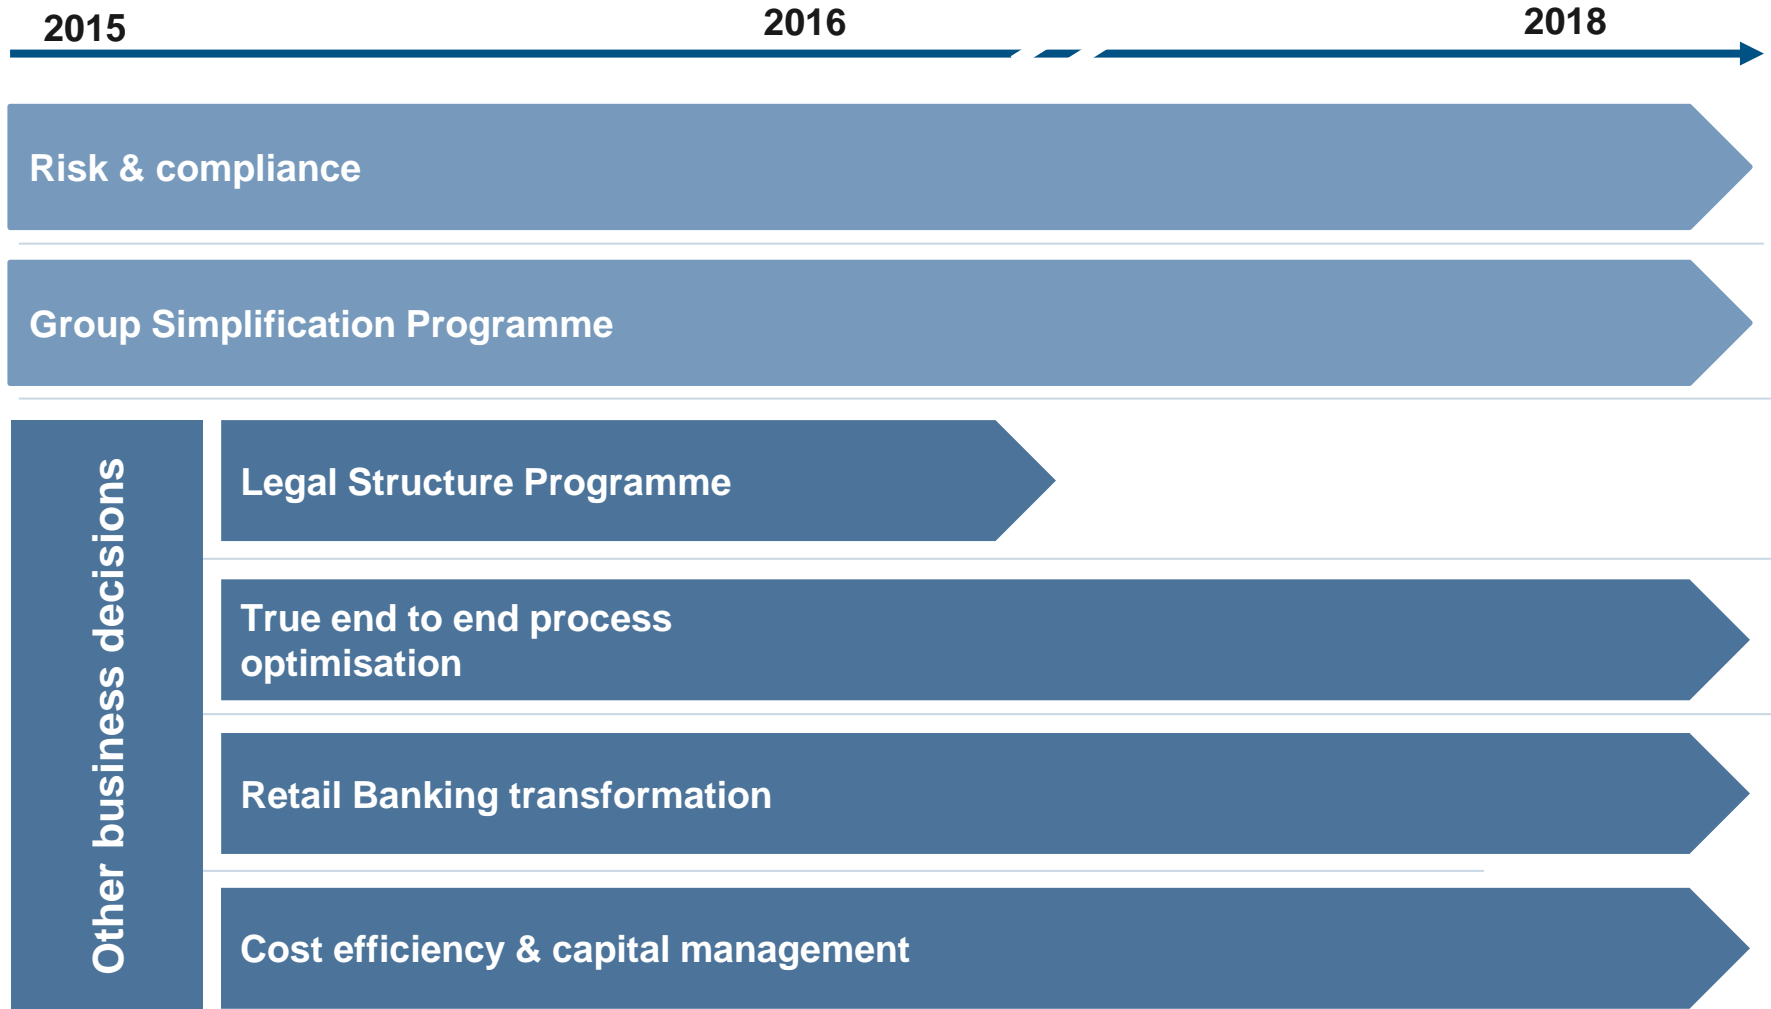 2015
2016
2018
Risk & compliance
Group Simplification Programme
Other business decisions
Legal Structure Programme
True end to end process
optimisation
Retail Banking transformation
Cost efficiency & capital management